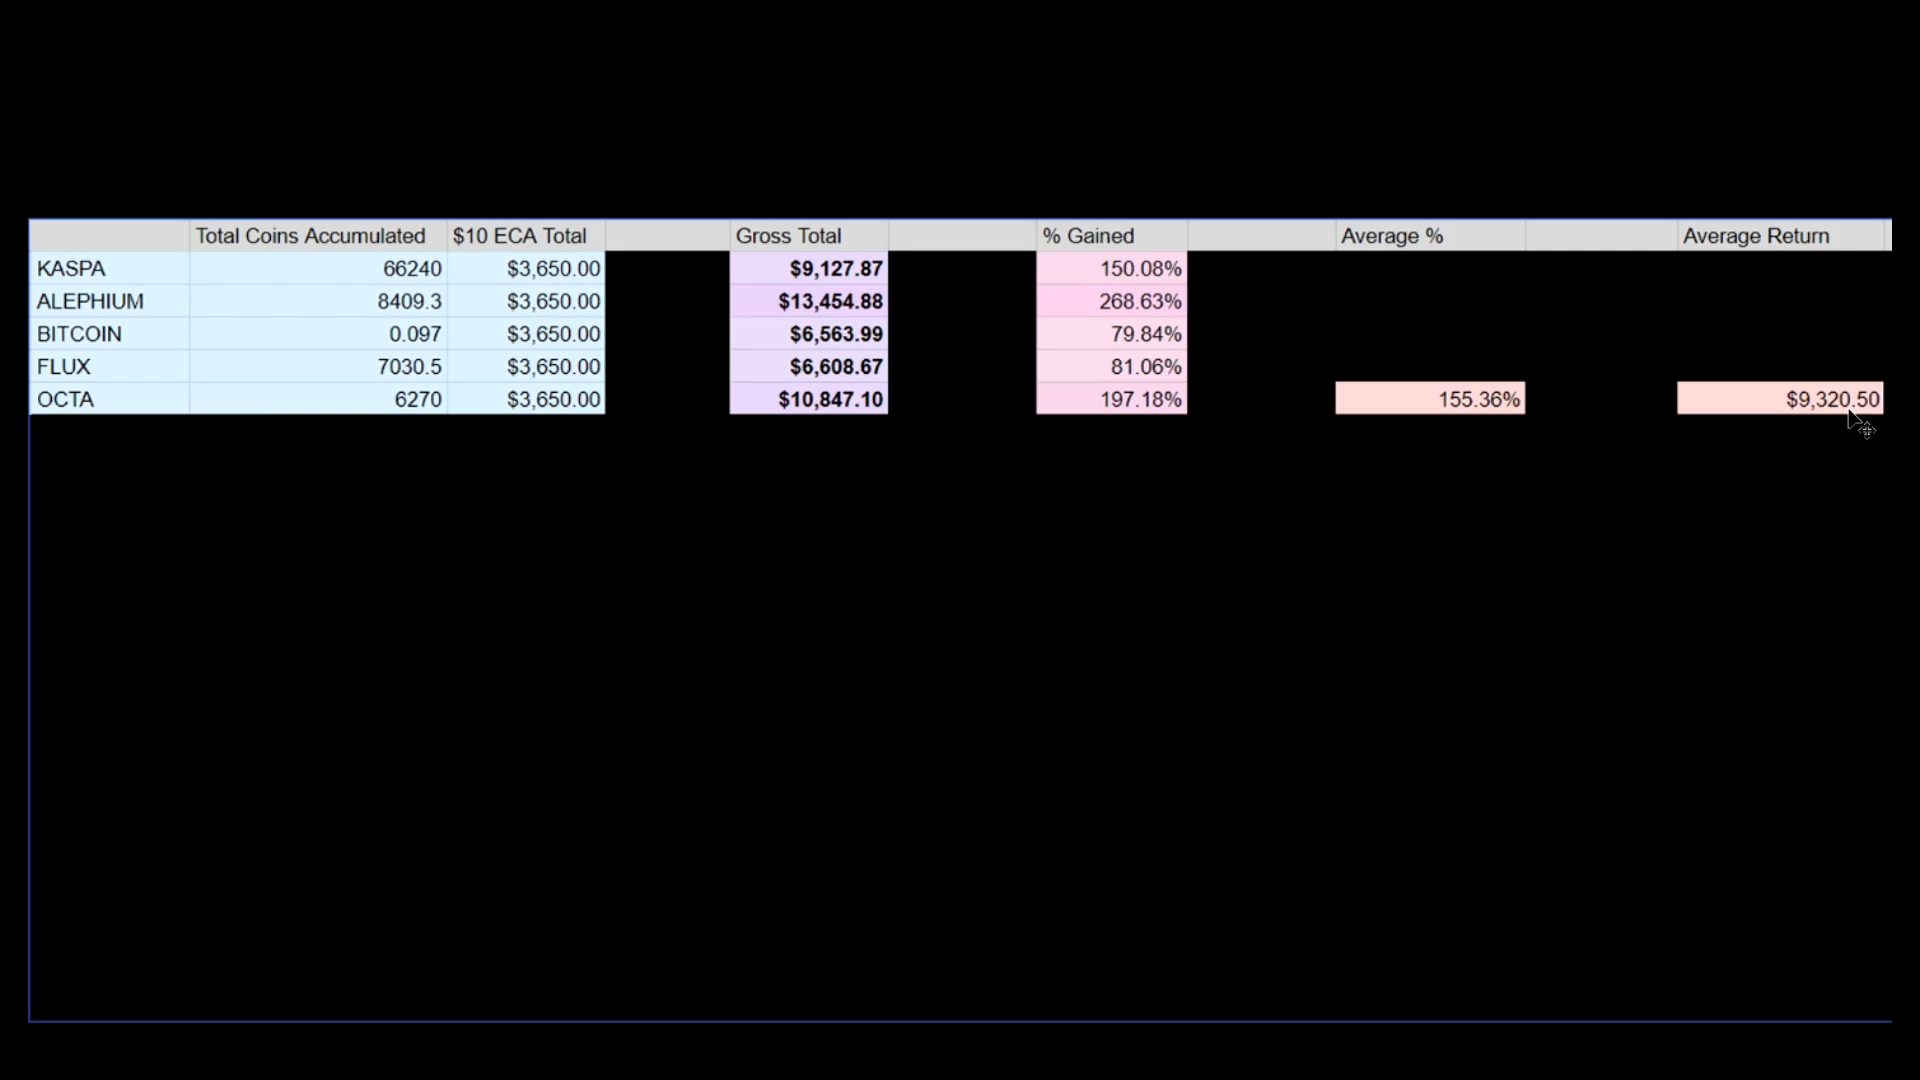 Total Coins Accumulated $10 ECA Total Gross Total % Gained Average % Average Return
KASPA 66240 $3,650.00 $9,127.87 150.08%
ALEPHIUM 8409.3 $3,650.00 $13,454.88 268.63%
BITCOIN 0.097 $3,650.00 $6,563.99 79.84%
FLUX 7030.5 $3,650.00 $6,608.67 81.06%
OCTA 6270 $3,650.00 $10,847.10 197.18% 155.36% $9,320.50